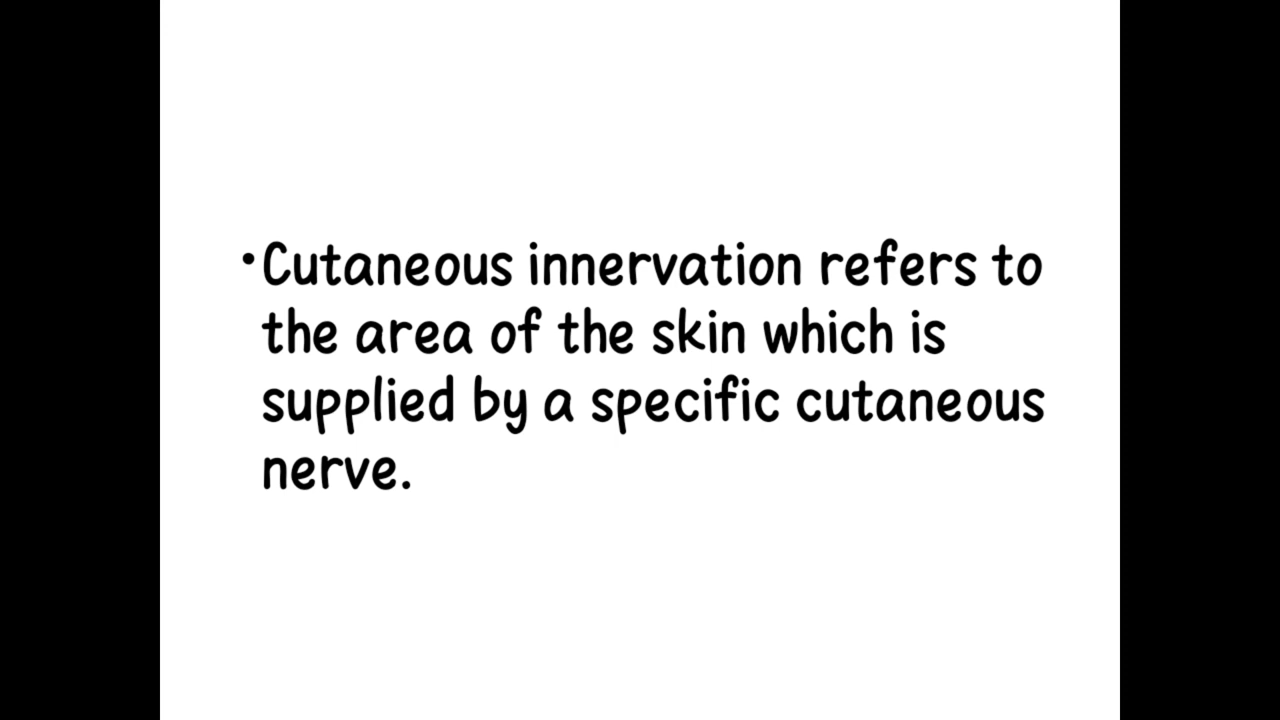 •Cutaneous innervation refers to
the area of the skin which is
supplied by a specific cutaneous
nerve.